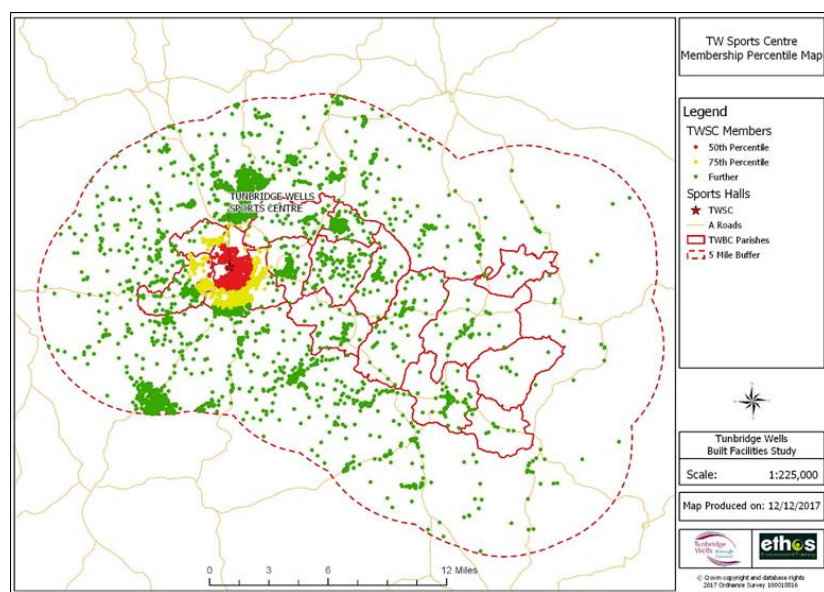 TUNBRIDGE WELLS
SPORTS CENTRE
0 3 6 12 Miles
TW Sports Centre
Membership Percentile Map
Legend
TWSC Members
50th Percentile
75th Percentile
Further
Sports Halls
TWSC
A Roads
TWBC Parishes
5 Mile Buffer
Tunbridge Wells
Built Facilities Study
Scale: 1:225,000
Map Produced on: 12/12/2017
Tunbridge
Wells Borough
Council
ethos
Environmental Planning
© Crown copyright and database rights
2017 Ordnance Survey 100018816